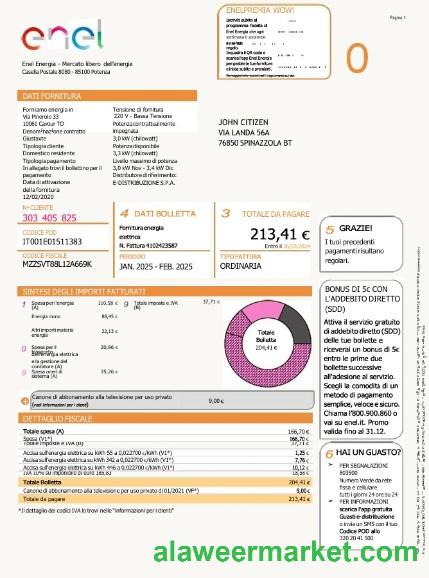 enel
Enel Energia - Mercato libero dell'energia
Casella Postale 8080 - 85100 Potenza
ENELPREMIA WOW!
Pagina 1
0
DATI FORNITURA
Forniamo energia in
Via Pinerolo 33
10061 Cavour TO
Denominazione contratto
Giustaxte
Tipologia cliente
Domestico residente
Tipologia pagamento
In allegato trovi il bollettino per il
pagamento
Data di attivazione
della fornitura
12/02/2020
Tensione di fornitura
220 V - Bassa Tensione
Potenza contrattualmente
impegnata
3,0 kW (chilowatt)
Potenza disponibile
3,3 kW (chilowatt)
Livello massimo di potenza
3,0 kW Nov - 3,4 kW Dic
Distributore di riferimento:
E-DISTRIBUZIONE S.P.A.
JOHN CITIZEN
VIA LANDA 56A
76850 SPINAZZOLA BT
N° CLIENTE
303 405 825
CODICE POD
IT001E01511383
CODICE FISCALE
MZZSVT88L12A669K
4 DATI BOLLETTA
Fornitura energia
elettrica
N. Fattura 4102423587
PERIODO
JAN. 2025 - FEB. 2025
3 TOTALE DA PAGARE
213,41 €
Entro il
TIPO FATTURA
ORDINARIA
5 GRAZIE!
I tuoi precedenti
pagamenti risultano
regolari.
SINTESI DEGLI IMPORTI FATTURATI
1 Spesa per l'energia
(A)
110,58 €
Energia mono
88,45 €
Altri importi materia
energia
22,13 €
Spesa per il
dell'energia elettrica
e la gestione del
contatore (A)
20,86 €
Spesa oneri di
sistema (A)
35,26 €
9 Totale imposte e IVA
(B)
37,71 €
Totale
Bolletta
204,41 €
Canone di abbonamento alla televisione per uso privato
(vedi informazioni per i clienti)
9,00 €
BONUS DI 5€ CON
L'ADDEBITO DIRETTO
(SDD)
Attiva il servizio gratuito
di addebito diretto (SDD)
delle tue bollette e
riceverai un bonus di 5€
entro le prime due
bollette successive
all'adesione al servizio.
Scegli la comodità di un
metodo di pagamento
semplice, veloce e sicuro.
Chiama l'800.900.860 o
vai su enel.it. Promo
valida fino al 31.12.
DETTAGLIO FISCALE
Totale spesa (A) 166,70 €
Spesa (V1*) 166,70 €
Totale imposte e IVA (B) 37,71 €
Accisa sull'energia elettrica su kWh 55 a 0,022700 €/kWh (V1*) 1,25 €
Accisa sull'energia elettrica su kWh 342 a 0,022700 €/kWh (V1*) 7,76 €
Accisa sull'energia elettrica su kWh 446 a 0,022700 €/kWh (V1*) 10,12 €
IVA 10% su imponibile di euro 185,83 18,58 €
Totale Bolletta 204,41 €
Canone di abbonamento alla televisione per uso privato di 01/2021 (VF*) 9,00 €
Totale da pagare 213,41 €
*Il dettaglio dei codici IVA lo trovi nelle "Informazioni per i clienti"
6 HAI UN GUASTO?
PER SEGNALAZIONI
803500
Numero Verde da rete
fissa e cellulare
tutti i giorni 24 ore su 24
PER INFORMAZIONI
scarica l'app gratuita
Guasti e-distribuzione
o invia un SMS con il tuo
Codice POD allo
320 20 41 500
alaweermarket.com